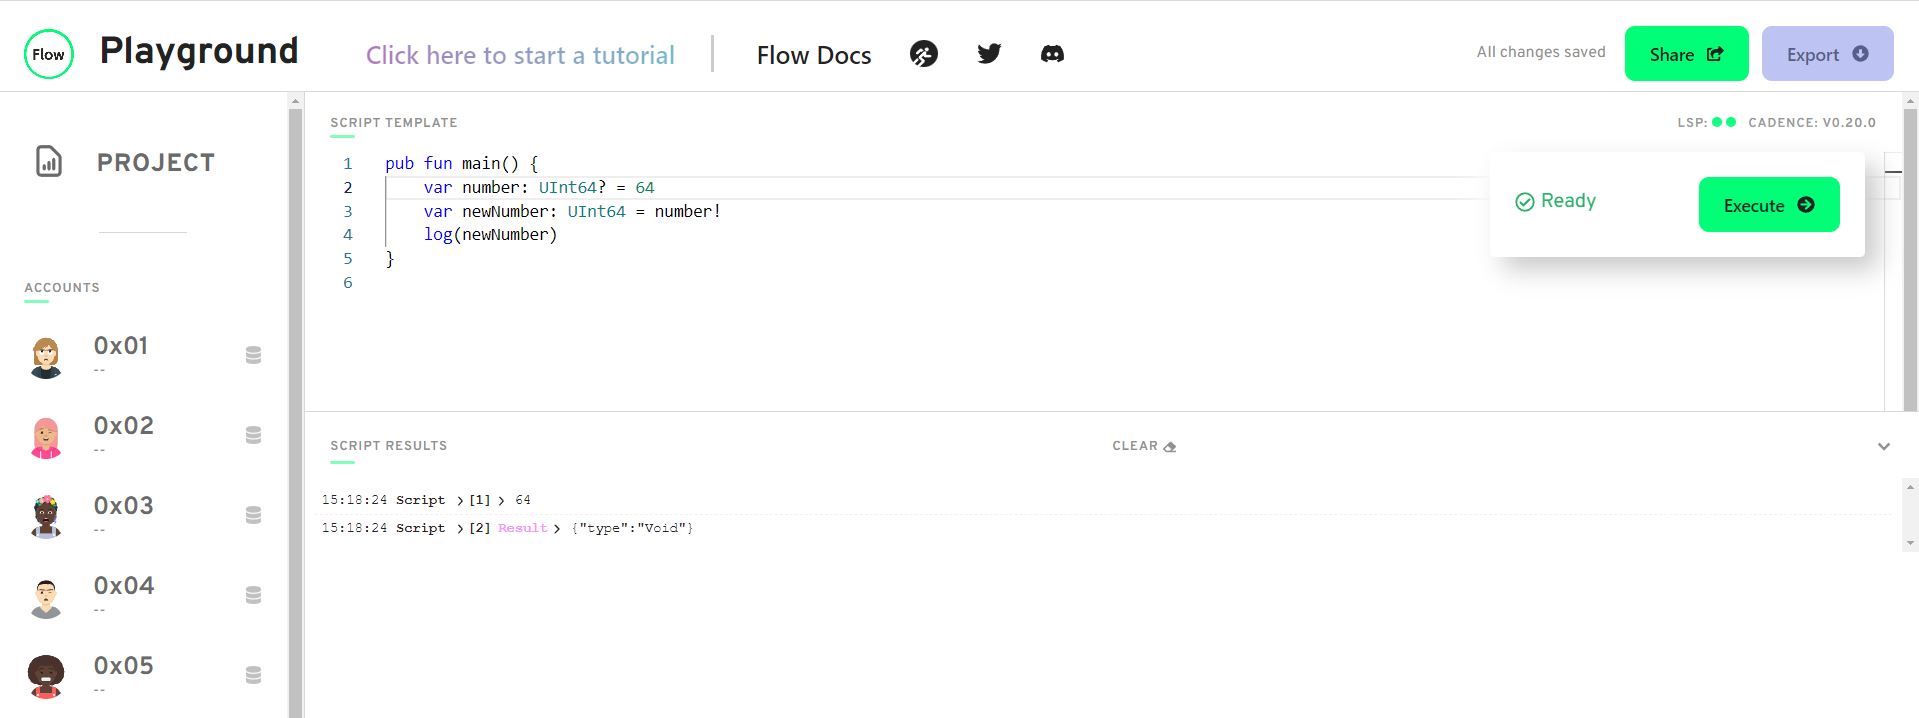 Flow
Playground
Click here to start a tutorial
Flow Docs
All changes saved
Share
Export
PROJECT
ACCOUNTS
0x01
--
0x02
--
0x03
--
0x04
--
0x05
--
SCRIPT TEMPLATE
LSP:
CADENCE: V0.20.0
1 pub fun main() {
2 var number: UInt64? = 64
3 var newNumber: UInt64 = number!
4 log(newNumber)
5 }
6
Ready
Execute
SCRIPT RESULTS
CLEAR
15:18:24 Script ❯ [1] ❯ 64
15:18:24 Script ❯ [2] Result ❯ {"type":"Void"}